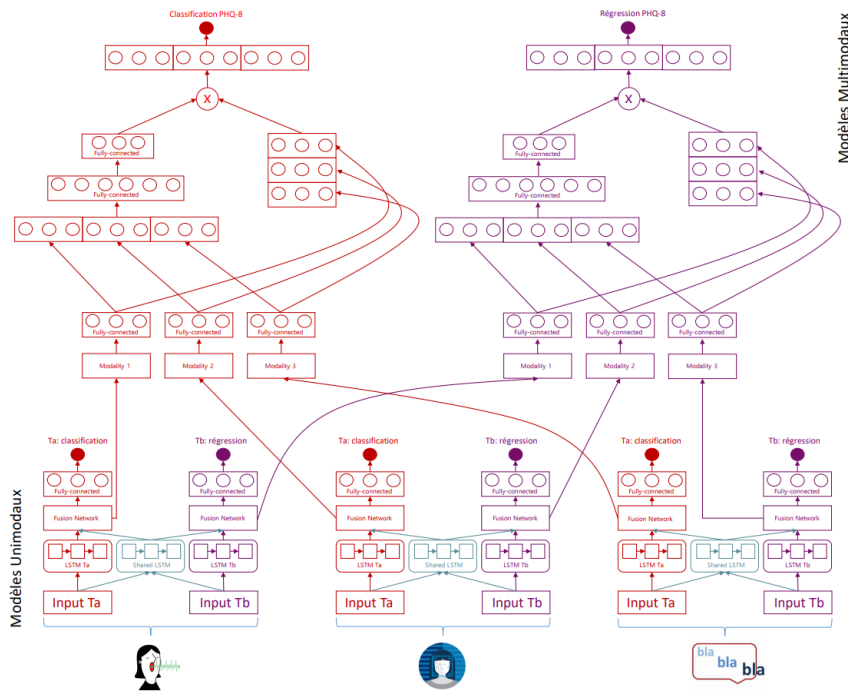 Classification PHQ-8
Régression PHQ-8
Modèles Multimodaux
X
X
Fully-connected
Fully-connected
Fully-connected
Fully-connected
Fully-connected
Fully-connected
Fully-connected
Fully-connected
Fully-connected
Fully-connected
Modality 1
Modality 2
Modality 3
Modality 1
Modality 2
Modality 3
Modèles Unimodaux
Ta: classification
Tb: régression
Ta: classification
Tb: régression
Ta: classification
Tb: régression
Fully-connected
Fully-connected
Fully-connected
Fully-connected
Fully-connected
Fully-connected
Fusion Network
Fusion Network
Fusion Network
Fusion Network
Fusion Network
Fusion Network
LSTM Ta
Shared LSTM
LSTM Tb
LSTM Ta
Shared LSTM
LSTM Tb
LSTM Ta
Shared LSTM
LSTM Tb
Input Ta
Input Tb
Input Ta
Input Tb
Input Ta
Input Tb
bla
bla
bla